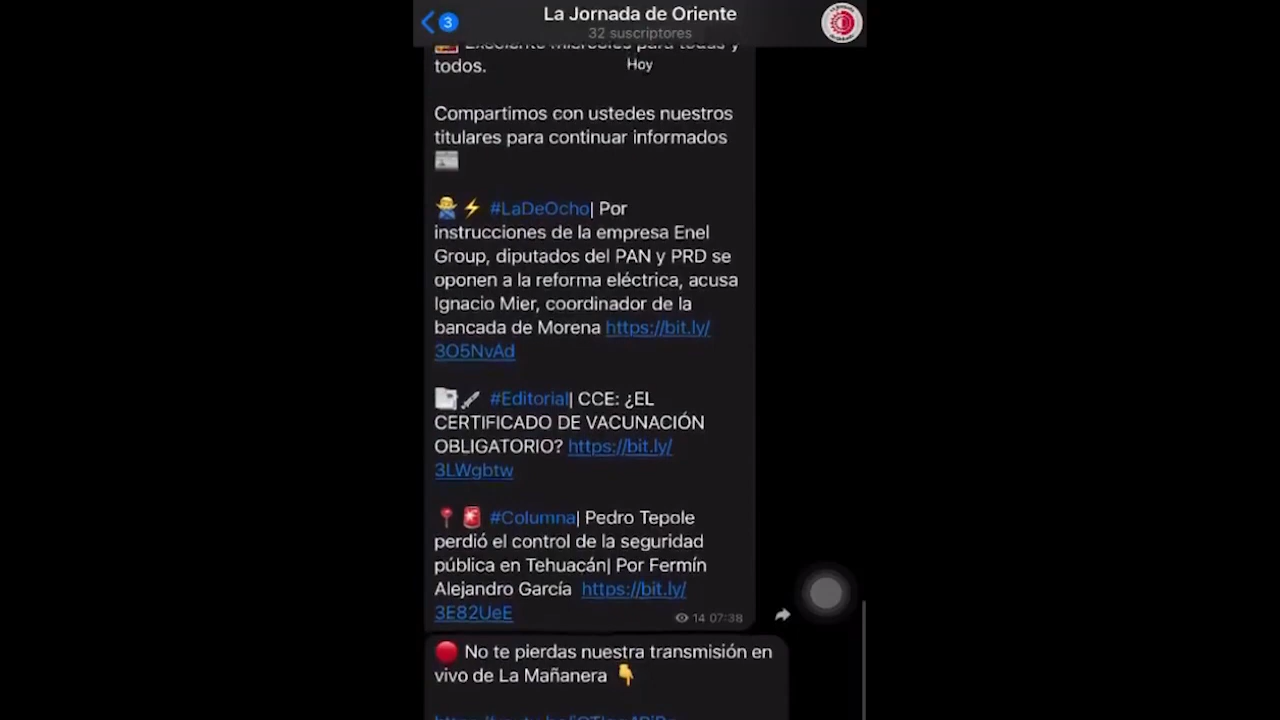 3
La Jornada de Oriente
32 suscriptores
Excelente miércoles para todas y
todos.
Hoy
Compartimos con ustedes nuestros
titulares para continuar informados
#LaDeOcho| Por
instrucciones de la empresa Enel
Group, diputados del PAN y PRD se
oponen a la reforma eléctrica, acusa
Ignacio Mier, coordinador de la
bancada de Morena https://bit.ly/
3O5NvAd
#Editorial| CCE: ¿EL
CERTIFICADO DE VACUNACIÓN
OBLIGATORIO? https://bit.ly/
3LWgbtw
#Columna| Pedro Tepole
perdió el control de la seguridad
pública en Tehuacán| Por Fermín
Alejandro García https://bit.ly/
3E82UeE
14 07:38
No te pierdas nuestra transmisión en
vivo de La Mañanera